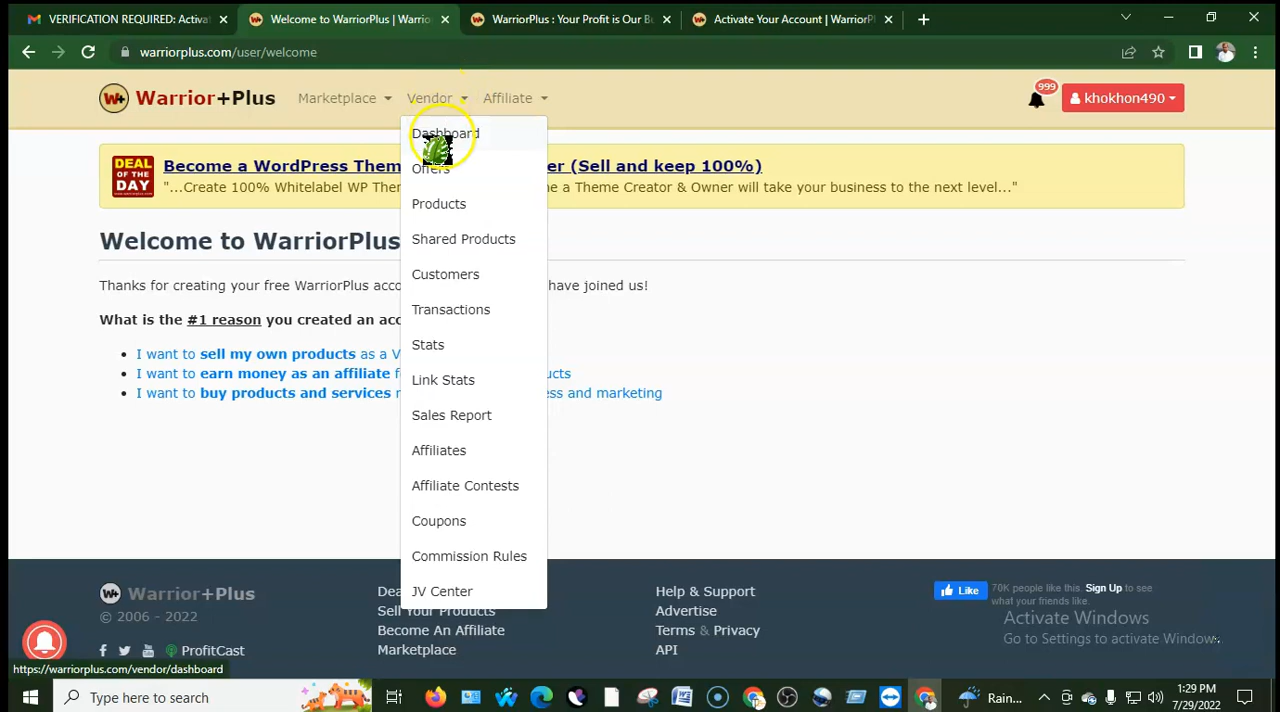 VERIFICATION REQUIRED: Activa
Welcome to WarriorPlus | Warrio
WarriorPlus : Your Profit is Our Bu
Activate Your Account | WarriorPl
warriorplus.com/user/welcome
W+ Warrior+Plus
Marketplace
Vendor
Affiliate
999
khokhon490
DEAL OF THE DAY
Become a WordPress Them er (Sell and keep 100%)
"...Create 100% Whitelabel WP The me a Theme Creator & Owner will take your business to the next level..."
Dashboard
Offers
Products
Shared Products
Customers
Transactions
Stats
Link Stats
Sales Report
Affiliates
Affiliate Contests
Coupons
Commission Rules
JV Center
Welcome to WarriorPlus
Thanks for creating your free WarriorPlus acco have joined us!
What is the #1 reason you created an acc
I want to sell my own products as a V
I want to earn money as an affiliate f ucts
I want to buy products and services r ess and marketing
W+ Warrior+Plus
© 2006 - 2022
ProfitCast
Dea
Sell Your Products
Become An Affiliate
Marketplace
Help & Support
Advertise
Terms & Privacy
API
Like
70K people like this. Sign Up to see what your friends like.
Activate Windows
Go to Settings to activate Windows.
https://warriorplus.com/vendor/dashboard
Type here to search
Rain...
1:29 PM
7/29/2022